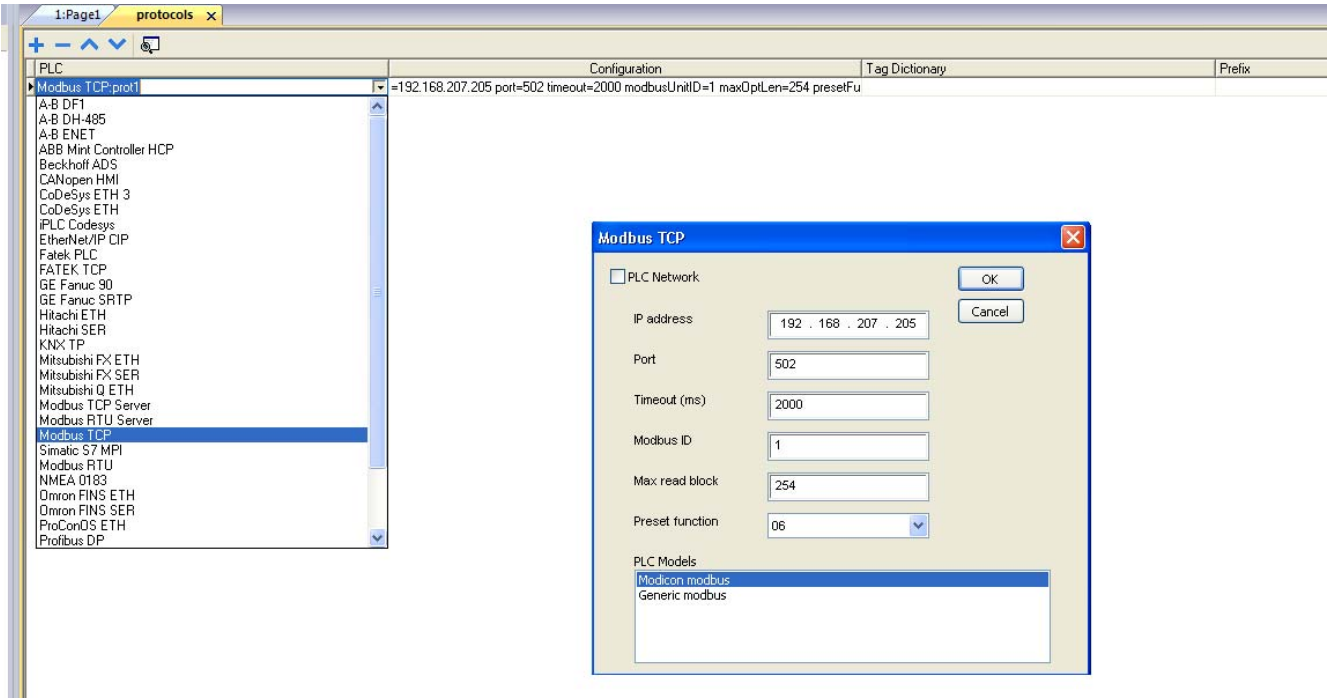 1:Page1 protocols x
PLC Configuration Tag Dictionary Prefix
Modbus TCP:prot1 =192.168.207.205 port=502 timeout=2000 modbusUnitID=1 maxOptLen=254 presetFu
A-B DF1
A-B DH-485
A-B ENET
ABB Mint Controller HCP
Beckhoff ADS
CANopen HMI
CoDeSys ETH 3
CoDeSys ETH
iPLC Codesys
EtherNet/IP CIP
Fatek PLC
FATEK TCP
GE Fanuc 90
GE Fanuc SRTP
Hitachi ETH
Hitachi SER
KNX TP
Mitsubishi FX ETH
Mitsubishi FX SER
Mitsubishi Q ETH
Modbus TCP Server
Modbus RTU Server
Modbus TCP
Simatic S7 MPI
Modbus RTU
NMEA 0183
Omron FINS ETH
Omron FINS SER
ProConOS ETH
Profibus DP
Modbus TCP
PLC Network
OK
IP address 192 . 168 . 207 . 205
Cancel
Port 502
Timeout (ms) 2000
Modbus ID 1
Max read block 254
Preset function 06
PLC Models
Modicon modbus
Generic modbus